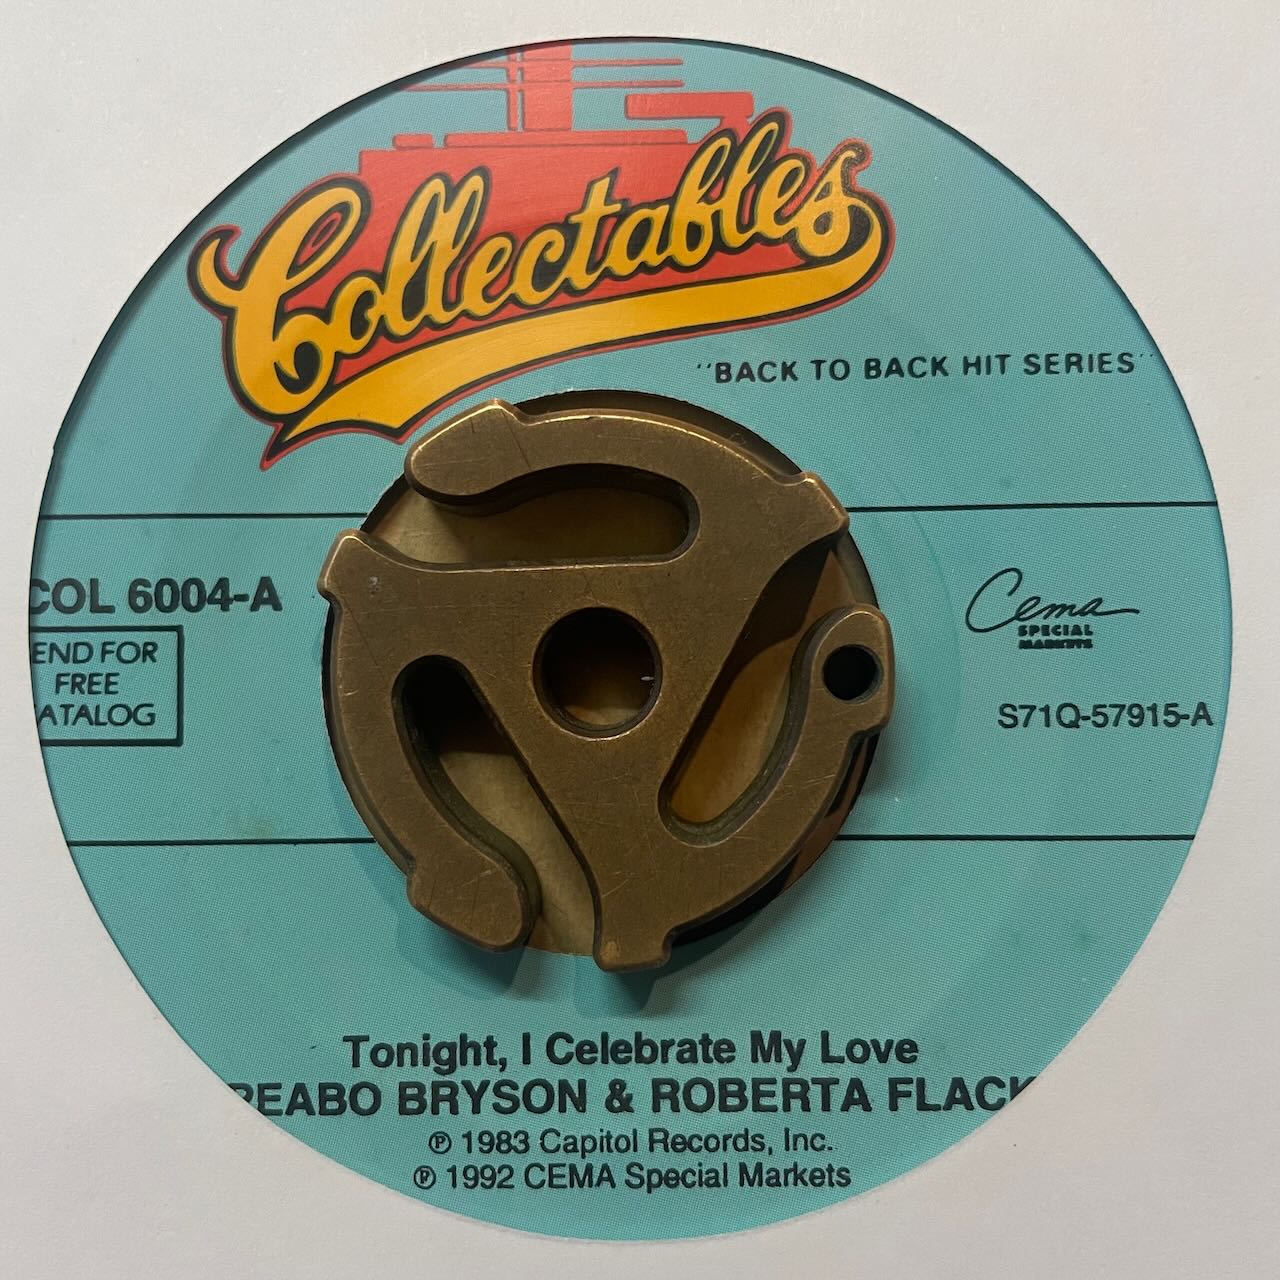 Collectables
"BACK TO BACK HIT SERIES"
COL 6004-A
END FOR
FREE
ATALOG
Cema
SPECIAL
MARKETS
S71Q-57915-A
Tonight, I Celebrate My Love
PEABO BRYSON & ROBERTA FLACK
℗ 1983 Capitol Records, Inc.
℗ 1992 CEMA Special Markets